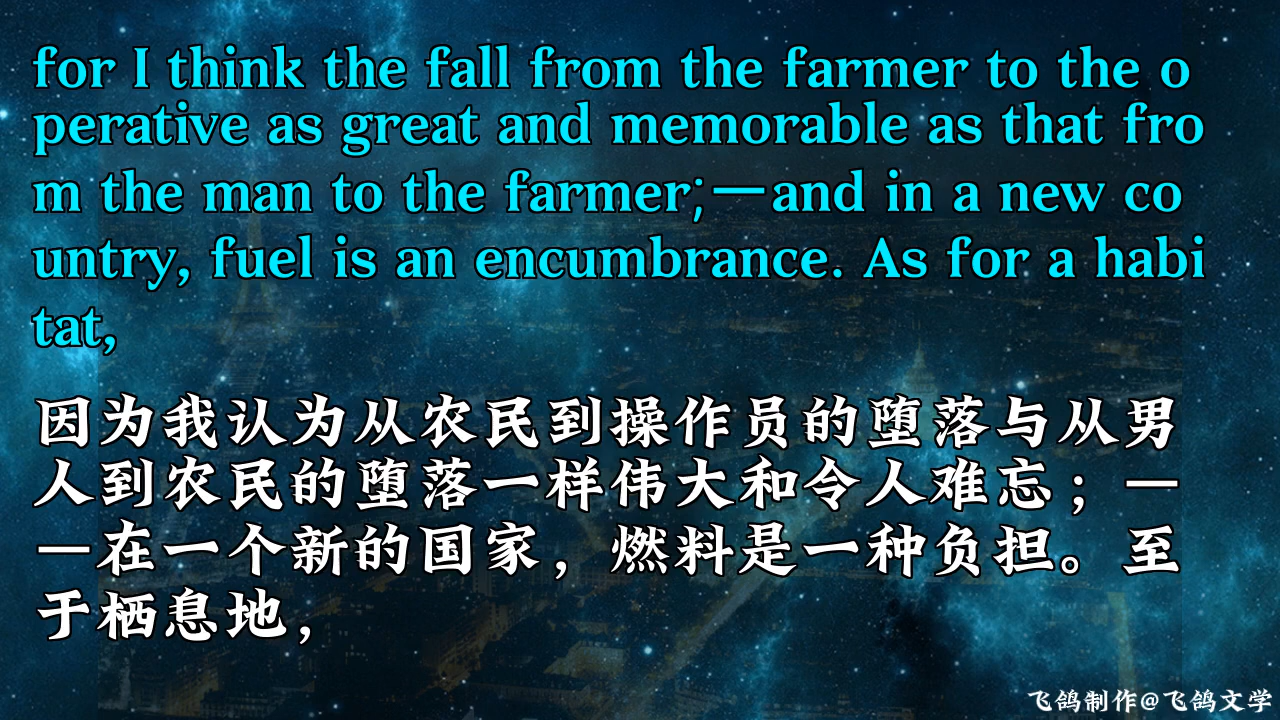 for I think the fall from the farmer to the o
perative as great and memorable as that fro
m the man to the farmer;—and in a new co
untry, fuel is an encumbrance. As for a habi
tat,
因为我认为从农民到操作员的堕落与从男
人到农民的堕落一样伟大和令人难忘；—
—在一个新的国家，燃料是一种负担。至
于栖息地，
飞鸽制作@飞鸽文学